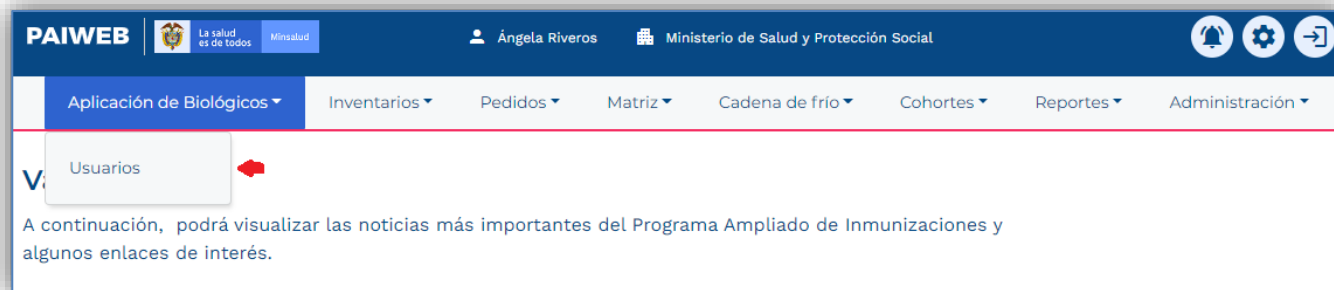 PAIWEB La salud es de todos Minsalud Ángela Riveros Ministerio de Salud y Protección Social
Aplicación de Biológicos Inventarios Pedidos Matriz Cadena de frío Cohortes Reportes Administración
Usuarios
A continuación, podrá visualizar las noticias más importantes del Programa Ampliado de Inmunizaciones y
algunos enlaces de interés.